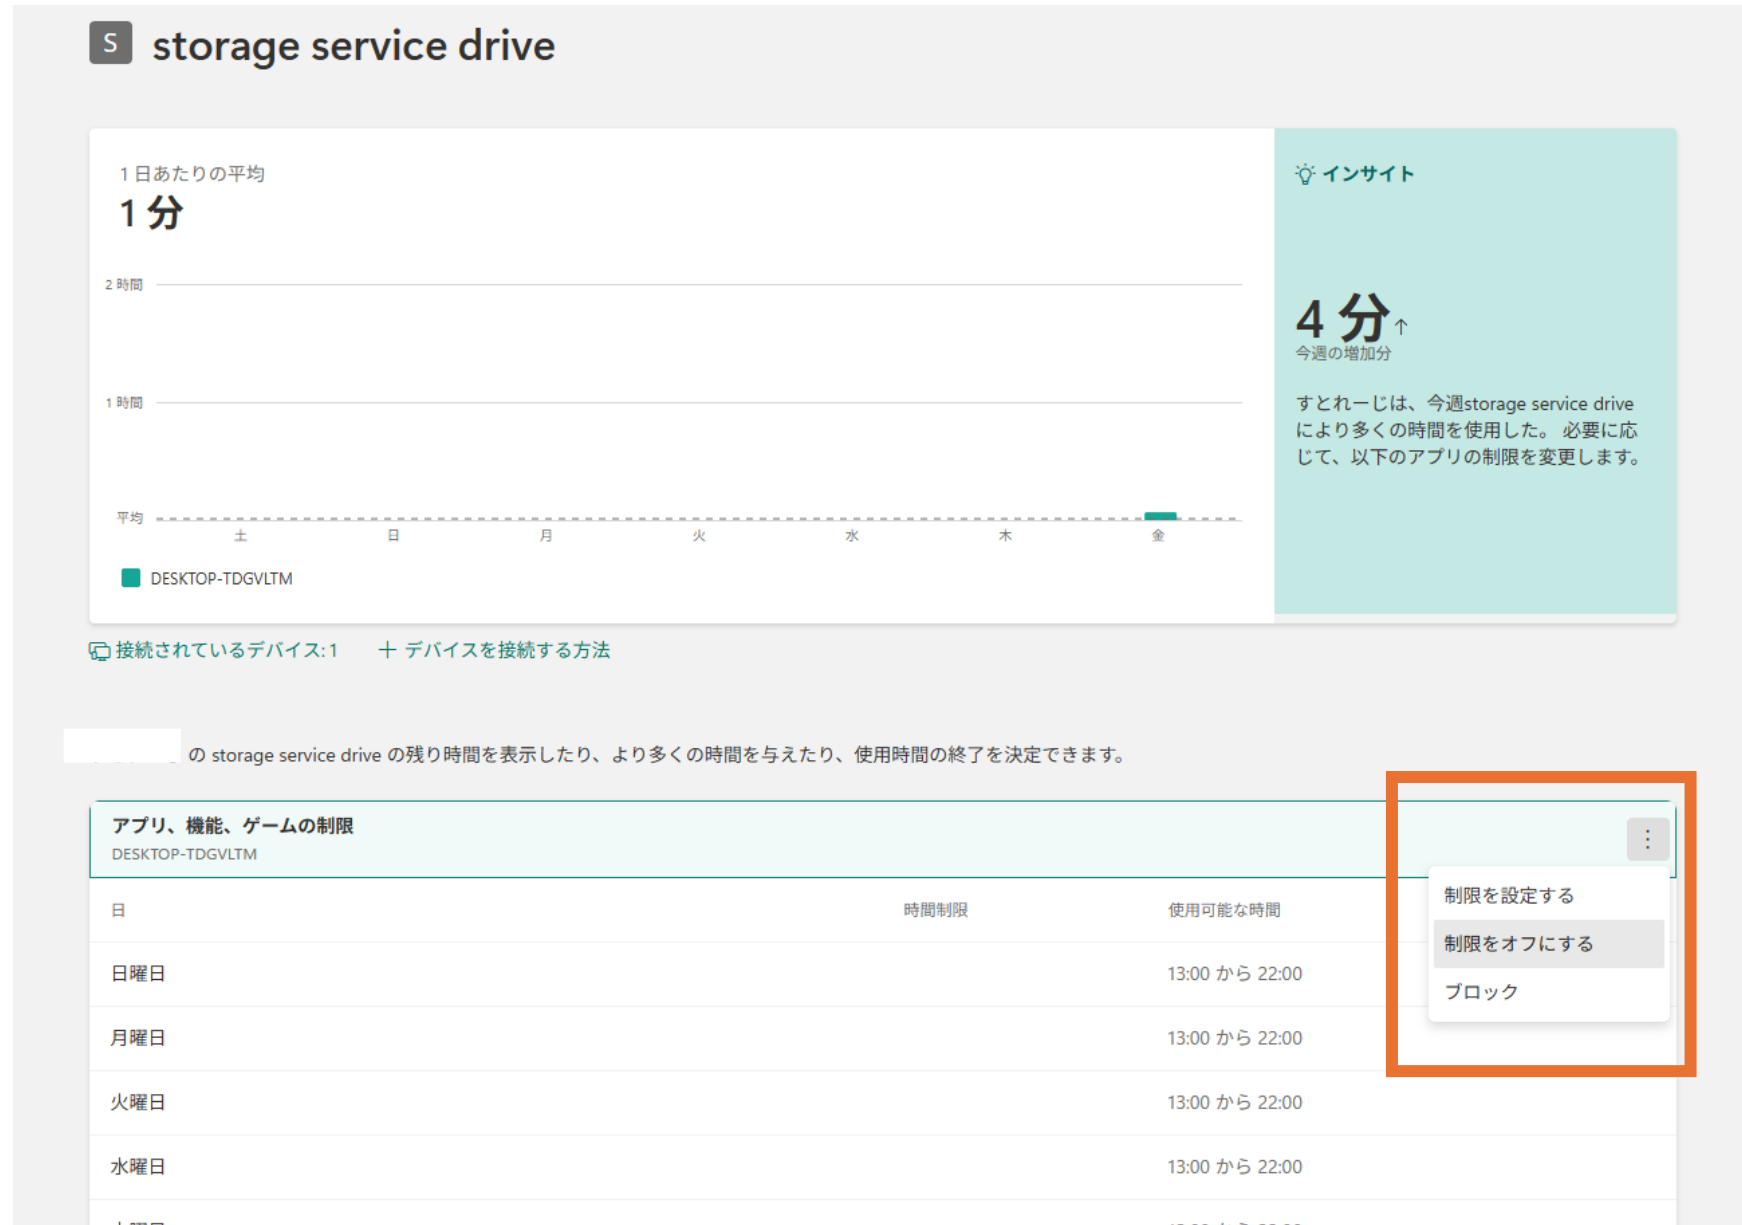 S storage service drive
1 日あたりの平均
1 分
2 時間
1 時間
平均
土 日 月 火 水 木 金
DESKTOP-TDGVLTM
インサイト
4 分↑
今週の増加分
すとれーじは、今週storage service drive
により多くの時間を使用した。 必要に応
じて、以下のアプリの制限を変更します。
接続されているデバイス: 1 + デバイスを接続する方法
の storage service drive の残り時間を表示したり、より多くの時間を与えたり、使用時間の終了を決定できます。
アプリ、機能、ゲームの制限
DESKTOP-TDGVLTM
制限を設定する
制限をオフにする
ブロック
日 時間制限 使用可能な時間
日曜日 13:00 から 22:00
月曜日 13:00 から 22:00
火曜日 13:00 から 22:00
水曜日 13:00 から 22:00